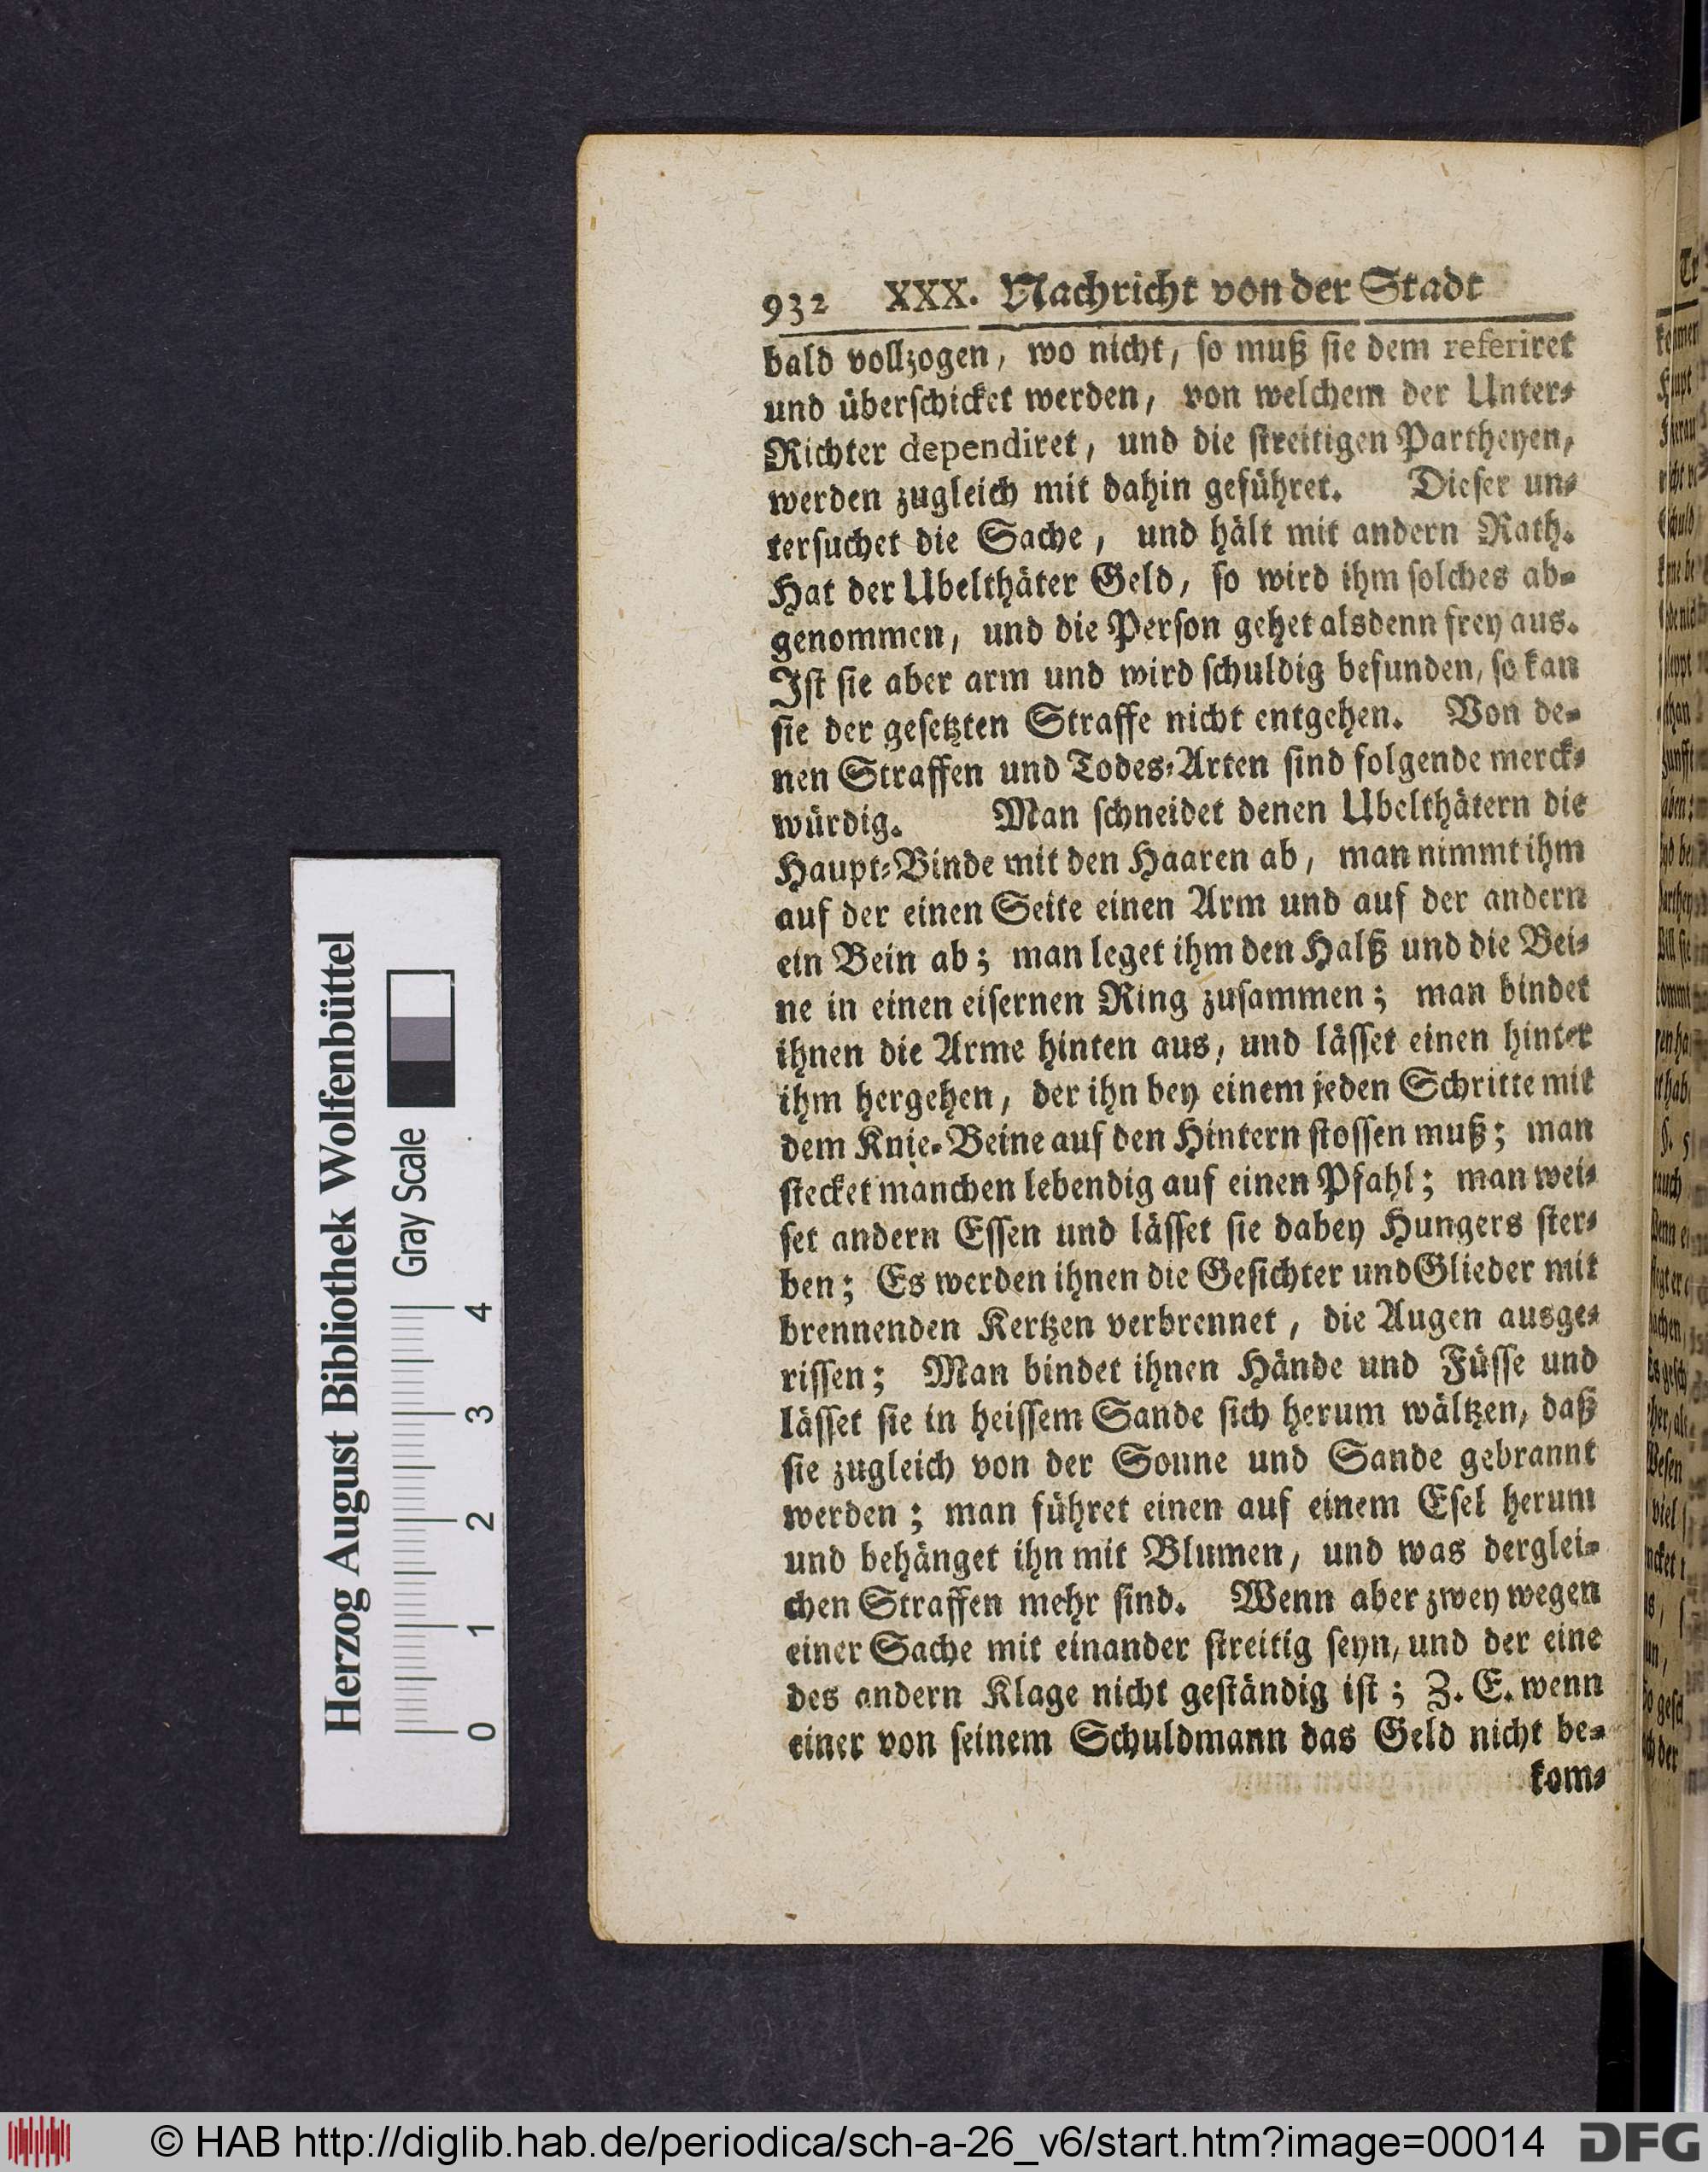 932 XXX. Nachricht von der Stadt
bald vollzogen, wo nicht, so muß sie dem referiret
und überschicket werden, von welchem der Unter-
Richter dependiret, und die streitigen Partheyen,
werden zugleich mit dahin geführet. Dieser un-
tersuchet die Sache, und hält mit andern Rath.
Hat der Ubelthäter Geld, so wird ihm solches ab-
genommen, und die Person gehet alsdenn frey aus.
Ist sie aber arm und wird schuldig befunden, so kan
sie der gesetzten Straffe nicht entgehen. Von de-
nen Straffen und Todes-Arten sind folgende merck-
würdig. Man schneidet denen Ubelthätern die
Haupt-Binde mit den Haaren ab, man nimmt ihm
auf der einen Seite einen Arm und auf der andern
ein Bein ab; man leget ihm den Halß und die Bei-
ne in einen eisernen Ring zusammen; man bindet
ihnen die Arme hinten aus, und lässet einen hinter
ihm hergehen, der ihn bey einem jeden Schritte mit
dem Knie-Beine auf den Hintern stossen muß; man
stecket manchen lebendig auf einen Pfahl; man wei-
set andern Essen und lässet sie dabey Hungers ster-
ben; Es werden ihnen die Gesichter und Glieder mit
brennenden Kertzen verbrennet, die Augen ausge-
rissen; Man bindet ihnen Hände und Füsse und
lässet sie in heissem Sande sich herum wältzen, daß
sie zugleich von der Sonne und Sande gebrannt
werden; man führet einen auf einem Esel herum
und behänget ihn mit Blumen, und was derglei-
chen Straffen mehr sind. Wenn aber zwey wegen
einer Sache mit einander streitig seyn, und der eine
des andern Klage nicht geständig ist; Z. E. wenn
einer von seinem Schuldmann das Geld nicht be-
kom-
Herzog August Bibliothek Wolfenbüttel
Gray Scale
0 1 2 3 4
© HAB http://diglib.hab.de/periodica/sch-a-26_v6/start.htm?image=00014
DFG